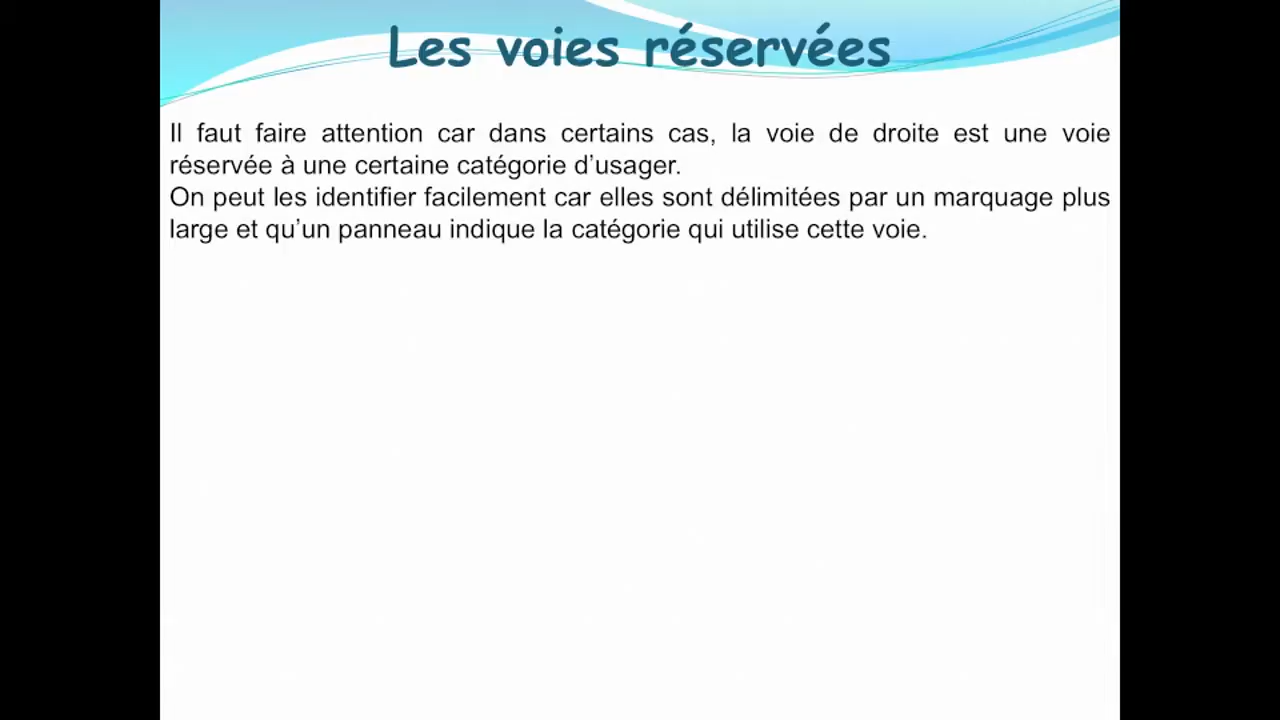 Les voies réservées
Il faut faire attention car dans certains cas, la voie de droite est une voie
réservée à une certaine catégorie d’usager.
On peut les identifier facilement car elles sont délimitées par un marquage plus
large et qu’un panneau indique la catégorie qui utilise cette voie.